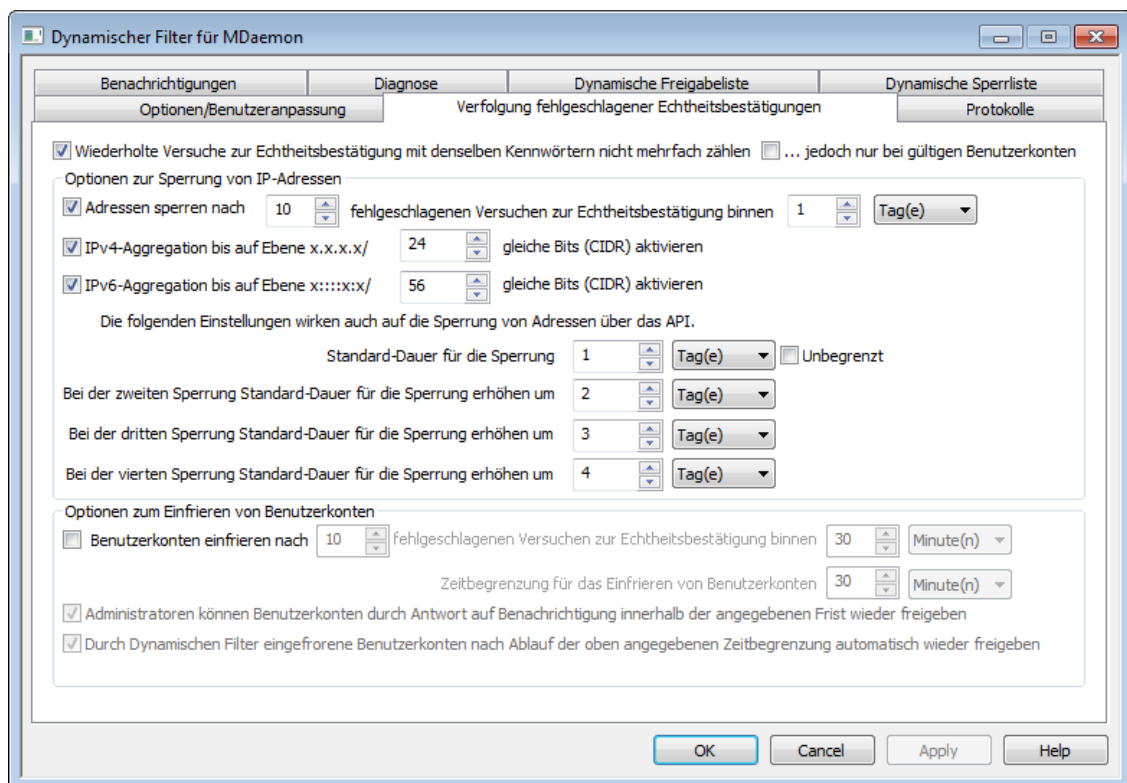 Dynamischer Filter für MDaemon
Benachrichtigungen Diagnose Dynamische Freigabeliste Dynamische Sperrliste
Optionen/Benutzeranpassung Verfolgung fehlgeschlagener Echtheitsbestätigungen Protokolle
Wiederholte Versuche zur Echtheitsbestätigung mit denselben Kennwörtern nicht mehrfach zählen ... jedoch nur bei gültigen Benutzerkonten
Optionen zur Sperrung von IP-Adressen
Adressen sperren nach 10 fehlgeschlagenen Versuchen zur Echtheitsbestätigung binnen 1 Tag(e)
IPv4-Aggregation bis auf Ebene x.x.x.x/ 24 gleiche Bits (CIDR) aktivieren
IPv6-Aggregation bis auf Ebene x::::x:x/ 56 gleiche Bits (CIDR) aktivieren
Die folgenden Einstellungen wirken auch auf die Sperrung von Adressen über das API.
Standard-Dauer für die Sperrung 1 Tag(e) Unbegrenzt
Bei der zweiten Sperrung Standard-Dauer für die Sperrung erhöhen um 2 Tag(e)
Bei der dritten Sperrung Standard-Dauer für die Sperrung erhöhen um 3 Tag(e)
Bei der vierten Sperrung Standard-Dauer für die Sperrung erhöhen um 4 Tag(e)
Optionen zum Einfrieren von Benutzerkonten
Benutzerkonten einfrieren nach 10 fehlgeschlagenen Versuchen zur Echtheitsbestätigung binnen 30 Minute(n)
Zeitbegrenzung für das Einfrieren von Benutzerkonten 30 Minute(n)
Administratoren können Benutzerkonten durch Antwort auf Benachrichtigung innerhalb der angegebenen Frist wieder freigeben
Durch Dynamischen Filter eingefrorene Benutzerkonten nach Ablauf der oben angegebenen Zeitbegrenzung automatisch wieder freigeben
OK Cancel Apply Help